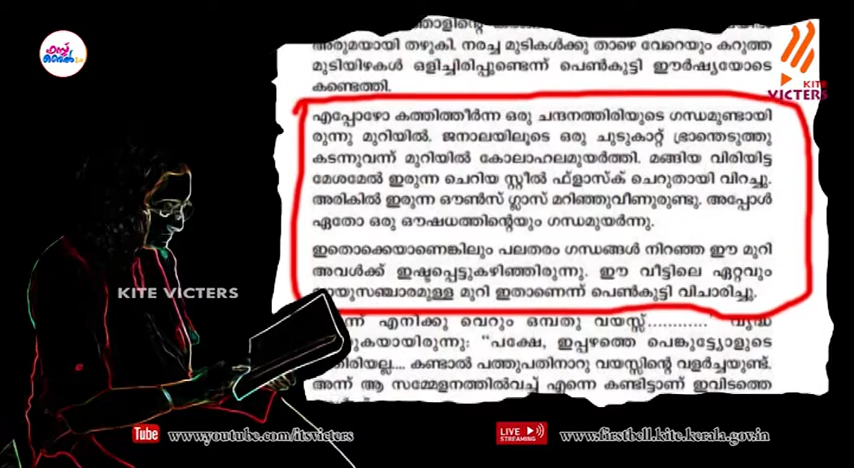 അരുമയായി തഴുകി. നരച്ച മുടികൾക്കു താഴെ വേറെയും കറുത്ത
മുടിയിഴകൾ ഒളിച്ചിരിപ്പുണ്ടെന്ന് പെൺകുട്ടി ഈർഷ്യയോടെ
കണ്ടെത്തി.
എപ്പോഴോ കത്തിത്തീർന്ന ഒരു ചന്ദനത്തിരിയുടെ ഗന്ധമുണ്ടായി
രുന്നു മുറിയിൽ. ജനാലയിലൂടെ ഒരു ചുടുകാറ്റ് ഭ്രാന്തെടുത്തു
കടന്നുവന്ന് മുറിയിൽ കോലാഹലമുയർത്തി. മങ്ങിയ വിരിയിട്ട
മേശമേൽ ഇരുന്ന ചെറിയ സ്റ്റീൽ ഫ്ളാസ്ക് ചെറുതായി വിറച്ചു.
അരികിൽ ഇരുന്ന ഔൺസ് ഗ്ലാസ് മറിഞ്ഞുവീണുരുണ്ടു. അപ്പോൾ
ഏതോ ഒരു ഔഷധത്തിന്റെയും ഗന്ധമുയർന്നു.
ഇതൊക്കെയാണെങ്കിലും പലതരം ഗന്ധങ്ങൾ നിറഞ്ഞ ഈ മുറി
അവൾക്ക് ഇഷ്ടപ്പെട്ടുകഴിഞ്ഞിരുന്നു. ഈ വീട്ടിലെ ഏറ്റവും
വായുസഞ്ചാരമുള്ള മുറി ഇതാണെന്ന് പെൺകുട്ടി വിചാരിച്ചു.
എനിക്കു വെറും ഒമ്പതു വയസ്സ്............' വൃദ്ധ
"പക്ഷേ, ഇപ്പഴത്തെ പെങ്കുട്ട്യോളുടെ
കണ്ടാൽ പത്തുപതിനാറു വയസ്സിന്റെ വളർച്ചയുണ്ട്.
അന്ന് ആ സമ്മേളനത്തിൽവച്ച് എന്നെ കണ്ടിട്ടാണ് ഇവിടത്തെ
KITE VICTERS
KITE
VICTERS
You Tube www.youtube.com/itsvicters
LIVE STREAMING www.firstbell.kite.kerala.gov.in